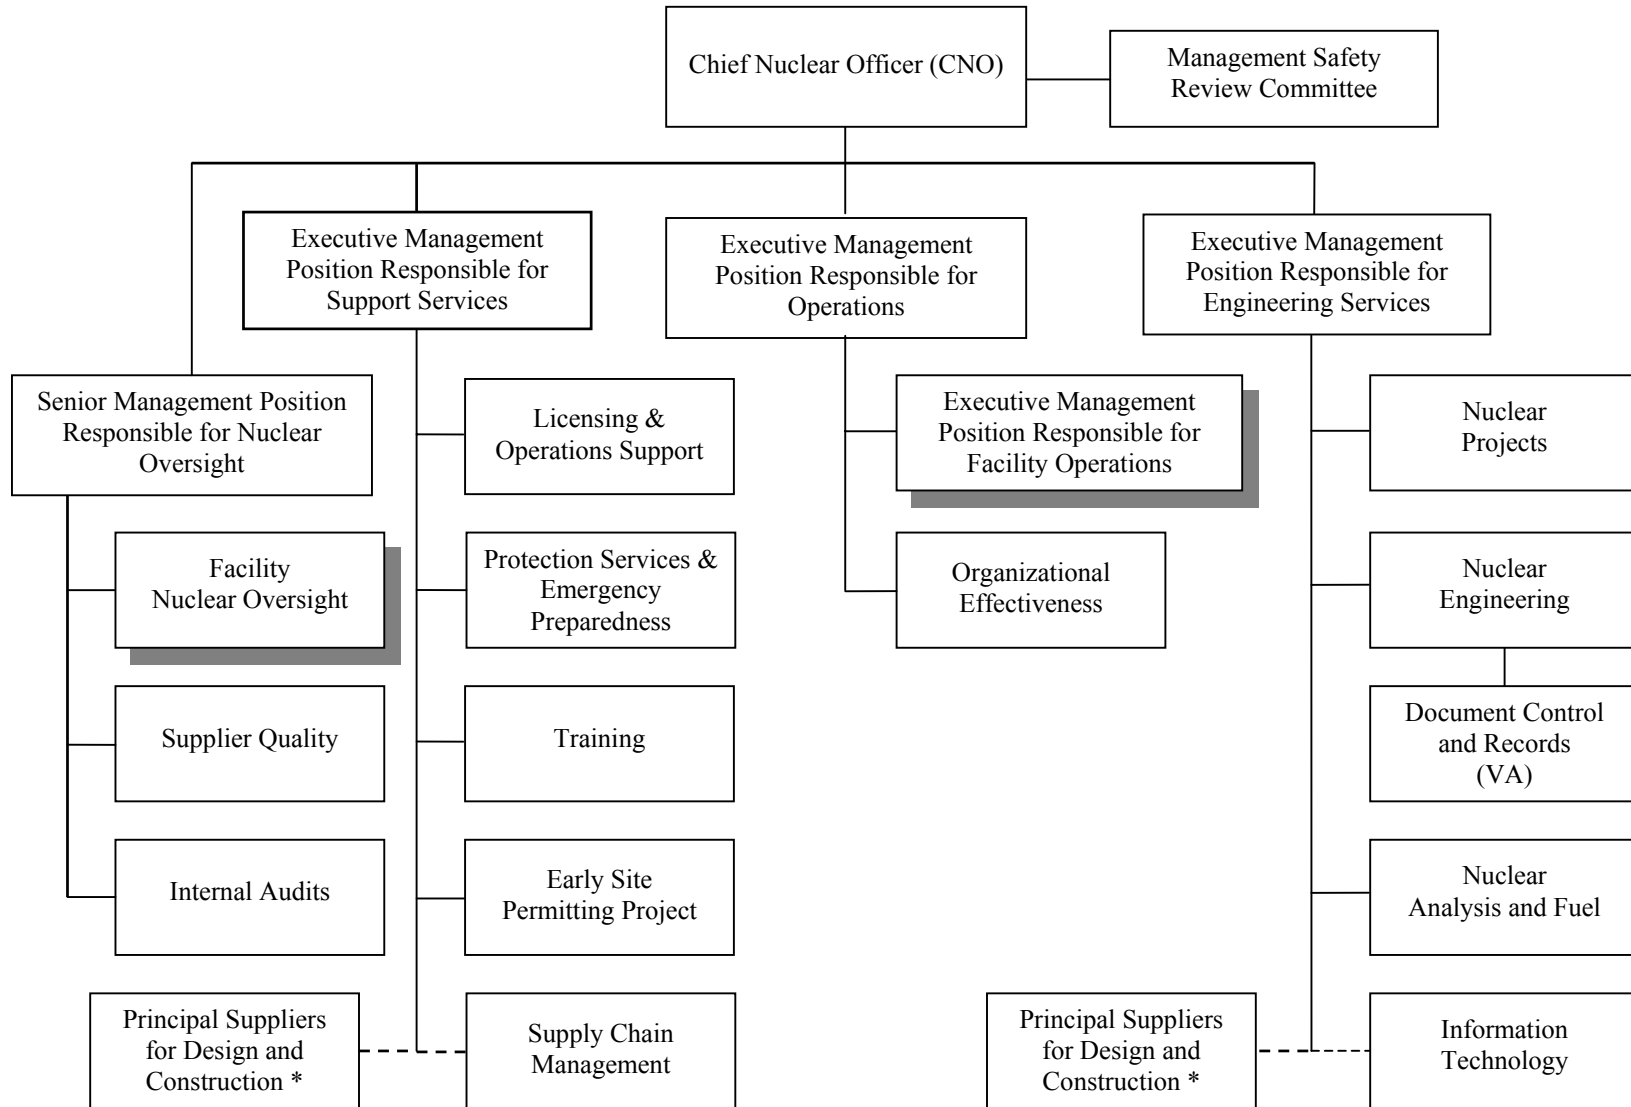 Chief Nuclear Officer (CNO)
Management Safety
Review Committee
Executive Management
Position Responsible for
Support Services
Executive Management
Position Responsible for
Operations
Executive Management
Position Responsible for
Engineering Services
Senior Management Position
Responsible for Nuclear
Oversight
Licensing &
Operations Support
Executive Management
Position Responsible for
Facility Operations
Nuclear
Projects
Facility
Nuclear Oversight
Protection Services &
Emergency
Preparedness
Organizational
Effectiveness
Nuclear
Engineering
Supplier Quality
Training
Document Control
and Records
(VA)
Internal Audits
Early Site
Permitting Project
Nuclear
Analysis and Fuel
Principal Suppliers
for Design and
Construction *
Supply Chain
Management
Principal Suppliers
for Design and
Construction *
Information
Technology